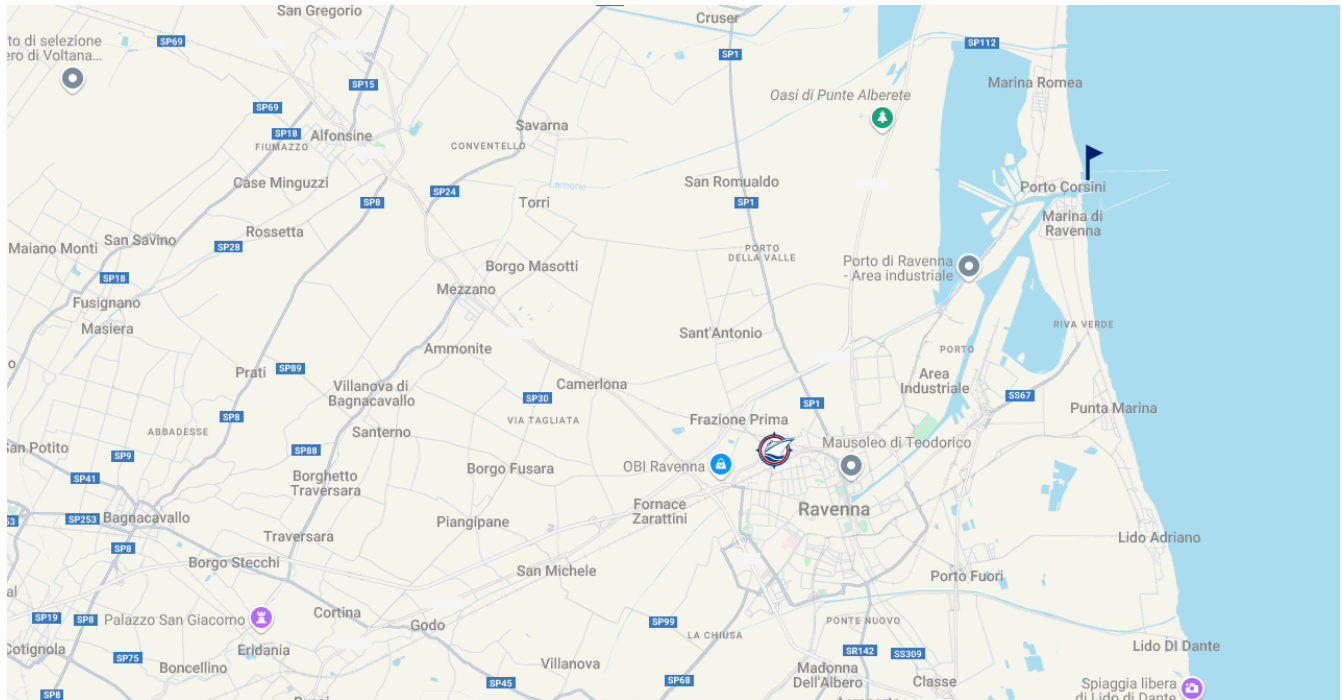 San Gregorio
Cruser
to di selezione
ero di Voltana...
SP69
SP1
SP112
Marina Romea
SP15
Oasi di Punte Alberete
SP69
SP18
Alfonsine
FIUMAZZO
Savarna
CONVENTELLO
Case Minguzzi
SP24
Lamone
San Romualdo
Porto Corsini
SP8
Torri
SP1
Marina di
Ravenna
Rossetta
San Savino
Maiano Monti
SP28
PORTO
DELLA VALLE
Porto di Ravenna
- Area industriale
Borgo Masotti
SP18
Mezzano
Fusignano
Masiera
Sant'Antonio
RIVA VERDE
Ammonite
PORTO
o
SP89
Prati
Villanova di
Bagnacavallo
Camerlona
Area
Industriale
SP30
SS67
SP1
Punta Marina
SP8
VIA TAGLIATA
Frazione Prima
ABBADESSE
Santerno
Mausoleo di Teodorico
San Potito
SP88
SP9
SP41
Borghetto
Traversara
Borgo Fusara
OBI Ravenna
Fornace
Zarattini
Ravenna
53
SP253
Bagnacavallo
Piangipane
Traversara
Lido Adriano
SP8
Borgo Stecchi
San Michele
Porto Fuori
al
SP19
SP8
Palazzo San Giacomo
Cortina
Godo
SP99
LA CHIUSA
PONTE NUOVO
Cotignola
SP75
Eridania
Boncellino
Villanova
SR142
SS309
Lido DI Dante
Madonna
Dell'Albero
SP8
SP45
SP68
Classe
Spiaggia libera
di Lido di Dante